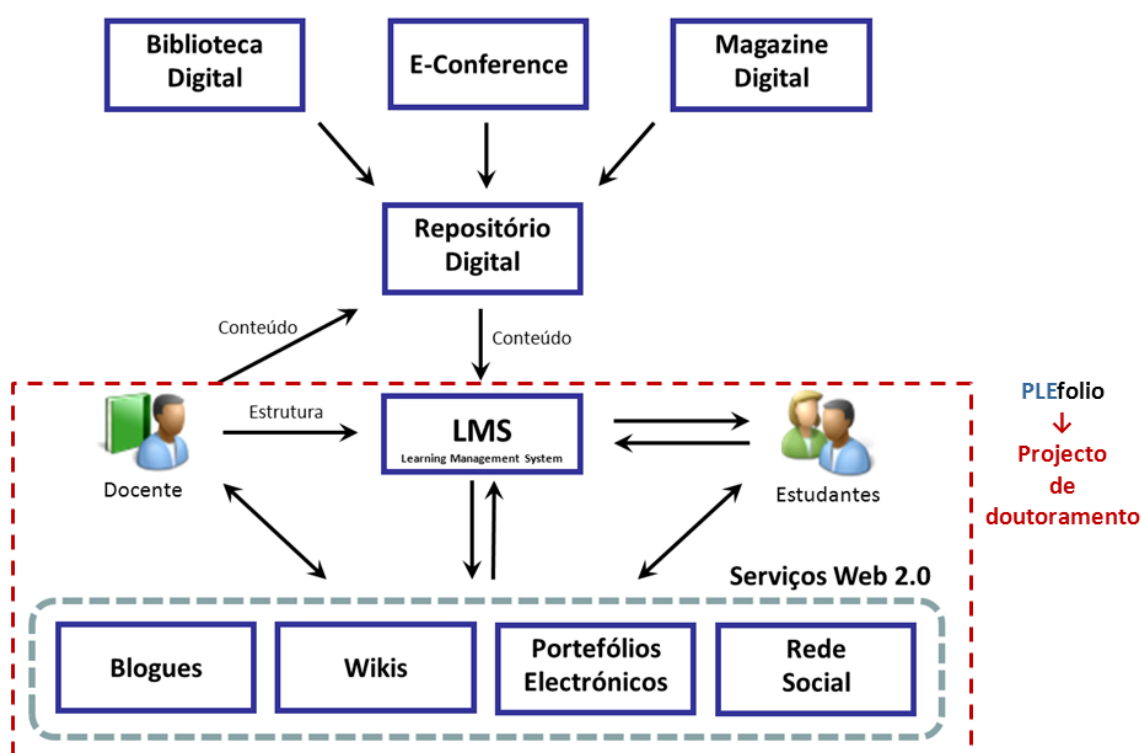 Biblioteca
Digital
E-Conference
Magazine
Digital
Repositório
Digital
Conteúdo
Conteúdo
Estrutura
LMS
Learning Management System
Docente
Estudantes
PLEfolio
Projecto
de
doutoramento
Serviços Web 2.0
Blogues
Wikis
Portefólios
Electrónicos
Rede
Social